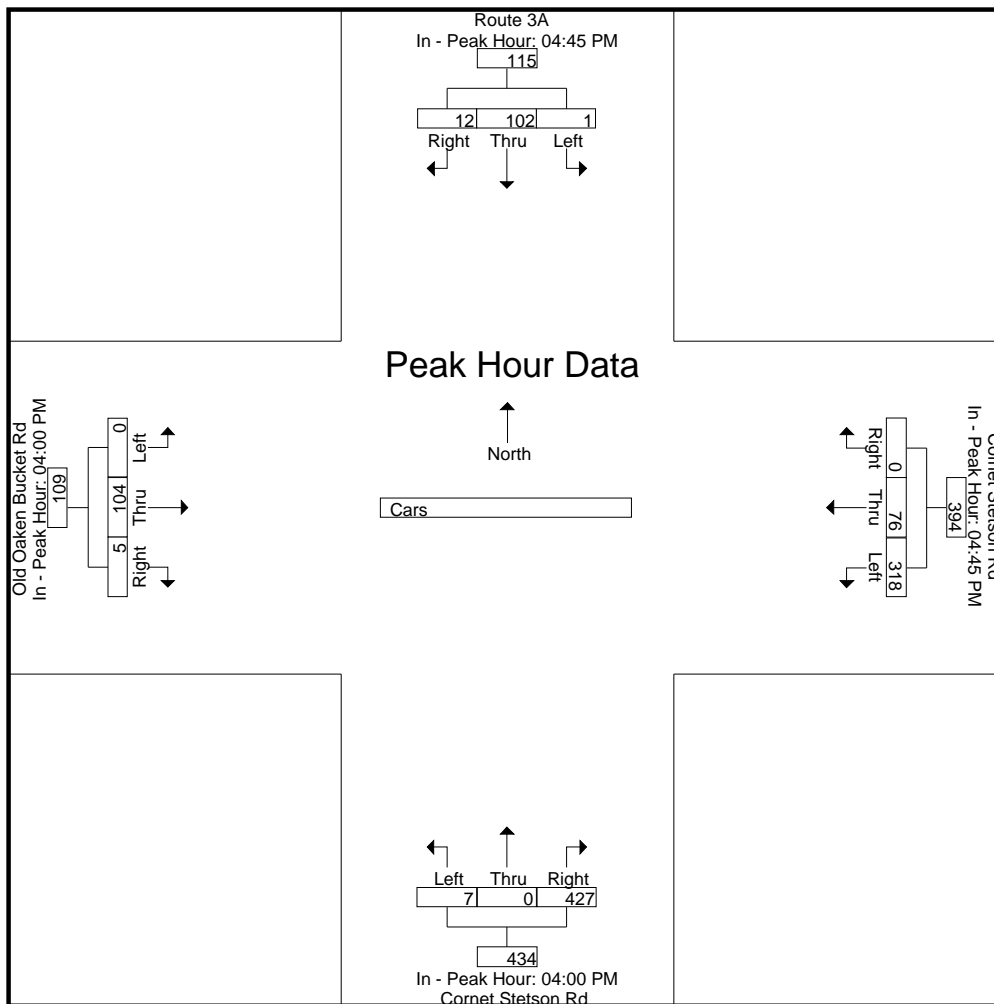 Route 3A
In - Peak Hour: 04:45 PM
115
12 102 1
Right Thru Left
Peak Hour Data
North
Cars
Old Oaken Bucket Rd
In - Peak Hour: 04:00 PM
109
0 104 5
Left Thru Right
Cornet Stetson Rd
In - Peak Hour: 04:45 PM
394
0 76 318
Right Thru Left
Left Thru Right
7 0 427
434
In - Peak Hour: 04:00 PM
Cornet Stetson Rd